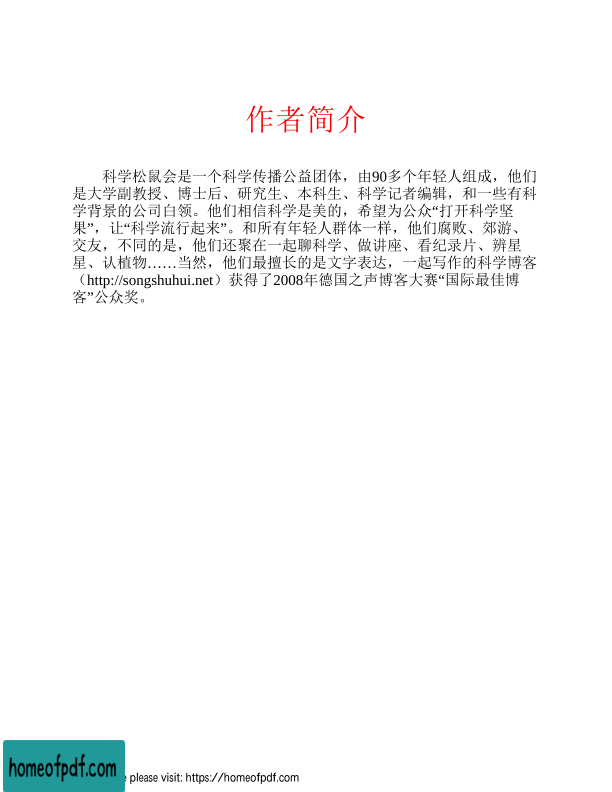 作者简介
科学松鼠会是一个科学传播公益团体，由90多个年轻人组成，他们
是大学副教授、博士后、研究生、本科生、科学记者编辑，和一些有科
学背景的公司白领。他们相信科学是美的，希望为公众“打开科学坚
果”，让“科学流行起来”。和所有年轻人群体一样，他们腐败、郊游、
交友，不同的是，他们还聚在一起聊科学、做讲座、看纪录片、辨星
星、认植物……当然，他们最擅长的是文字表达，一起写作的科学博客
（http://songshuhui.net）获得了2008年德国之声博客大赛“国际最佳博
客”公众奖。
homeofpdf.com
please visit: https://homeofpdf.com